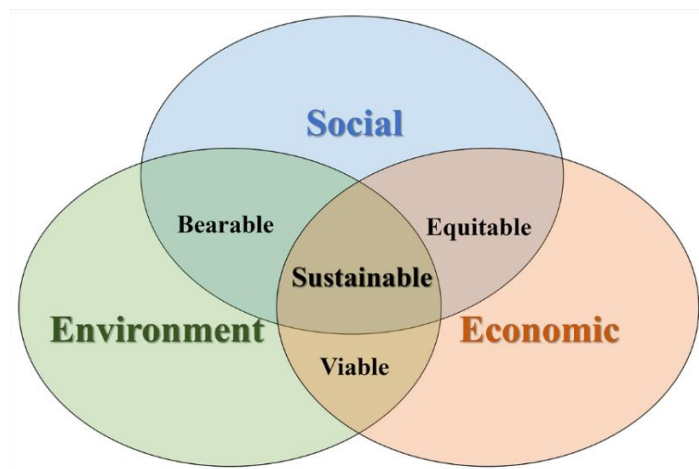 Social
Bearable
Equitable
Sustainable
Environment
Economic
Viable